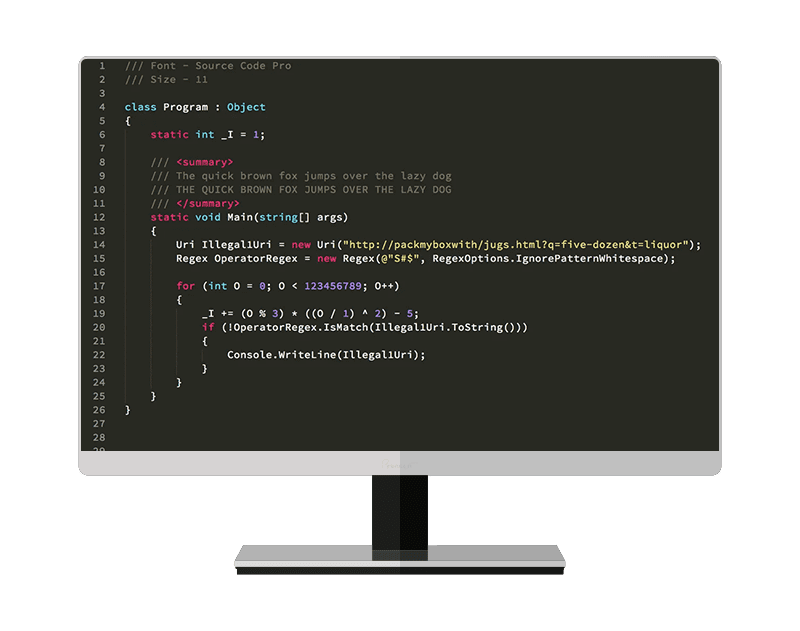 1 /// Font - Source Code Pro
2 /// Size - 11
3
4 class Program : Object
5 {
6 static int _I = 1;
7
8 /// <summary>
9 /// The quick brown fox jumps over the lazy dog
10 /// THE QUICK BROWN FOX JUMPS OVER THE LAZY DOG
11 /// </summary>
12 static void Main(string[] args)
13 {
14 Uri Illegal1Uri = new Uri("http://packmyboxwith/jugs.html?q=five-dozen&t=liquor");
15 Regex OperatorRegex = new Regex(@"S#$", RegexOptions.IgnorePatternWhitespace);
16
17 for (int O = 0; O < 123456789; O++)
18 {
19 _I += (O % 3) * ((O / 1) ^ 2) - 5;
20 if (!OperatorRegex.IsMatch(Illegal1Uri.ToString()))
21 {
22 Console.WriteLine(Illegal1Uri);
23 }
24 }
25 }
26 }
27
28